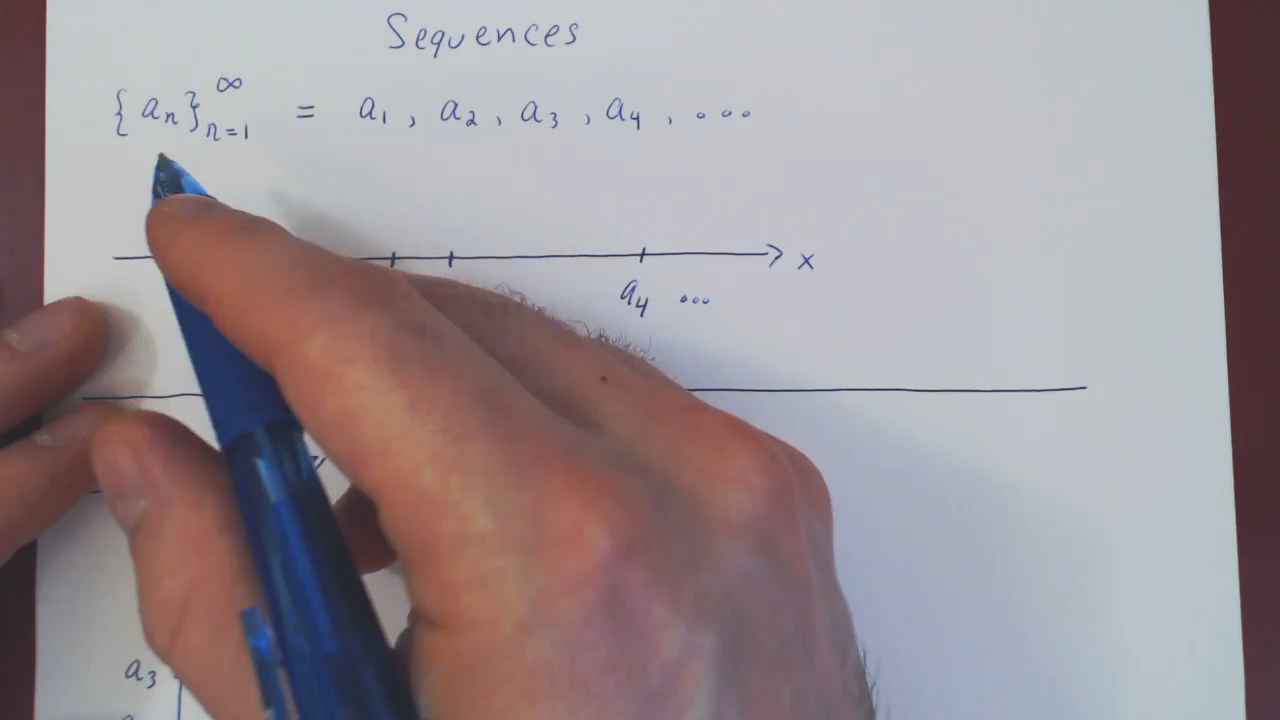 Sequences
{aₙ}ₙ₌₁^∞ = a₁, a₂, a₃, a₄, ...
x
a₄ ...
a₃